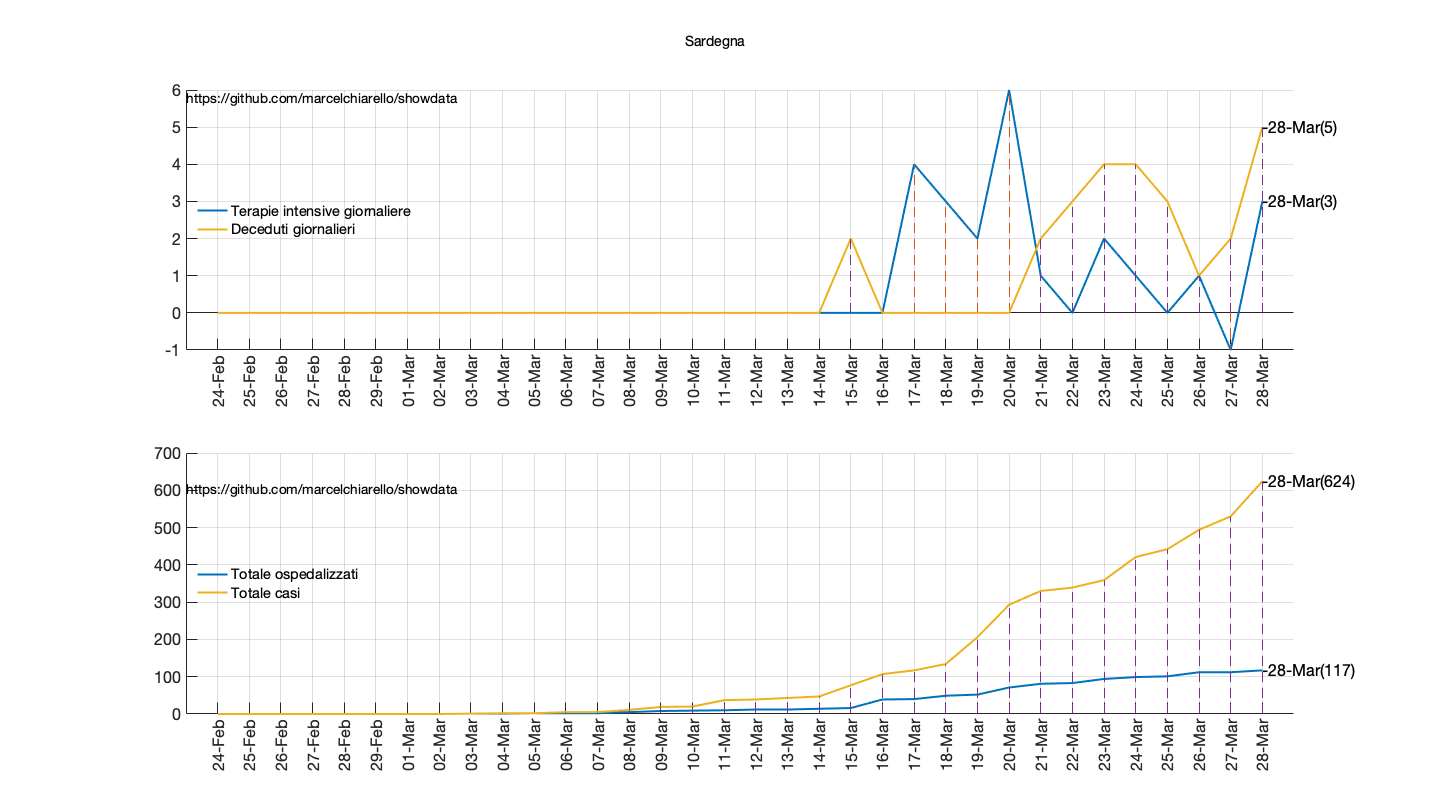 Sardegna
6
https://github.com/marcelchiarello/showdata
5
-28-Mar(5)
4
3
-28-Mar(3)
Terapie intensive giornaliere
Deceduti giornalieri
2
1
0
-1
24-Feb
25-Feb
26-Feb
27-Feb
28-Feb
29-Feb
01-Mar
02-Mar
03-Mar
04-Mar
05-Mar
06-Mar
07-Mar
08-Mar
09-Mar
10-Mar
11-Mar
12-Mar
13-Mar
14-Mar
15-Mar
16-Mar
17-Mar
18-Mar
19-Mar
20-Mar
21-Mar
22-Mar
23-Mar
24-Mar
25-Mar
26-Mar
27-Mar
28-Mar
700
-28-Mar(624)
600
https://github.com/marcelchiarello/showdata
500
400
Totale ospedalizzati
Totale casi
300
200
100
-28-Mar(117)
0
24-Feb
25-Feb
26-Feb
27-Feb
28-Feb
29-Feb
01-Mar
02-Mar
03-Mar
04-Mar
05-Mar
06-Mar
07-Mar
08-Mar
09-Mar
10-Mar
11-Mar
12-Mar
13-Mar
14-Mar
15-Mar
16-Mar
17-Mar
18-Mar
19-Mar
20-Mar
21-Mar
22-Mar
23-Mar
24-Mar
25-Mar
26-Mar
27-Mar
28-Mar